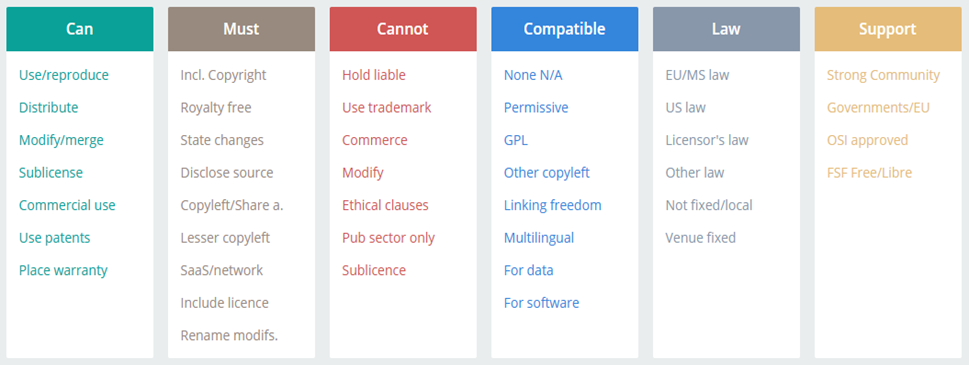 Can
Use/reproduce
Distribute
Modify/merge
Sublicense
Commercial use
Use patents
Place warranty
Must
Incl. Copyright
Royalty free
State changes
Disclose source
Copyleft/Share a.
Lesser copyleft
SaaS/network
Include licence
Rename modifs.
Cannot
Hold liable
Use trademark
Commerce
Modify
Ethical clauses
Pub sector only
Sublicence
Compatible
None N/A
Permissive
GPL
Other copyleft
Linking freedom
Multilingual
For data
For software
Law
EU/MS law
US law
Licensor's law
Other law
Not fixed/local
Venue fixed
Support
Strong Community
Governments/EU
OSI approved
FSF Free/Libre